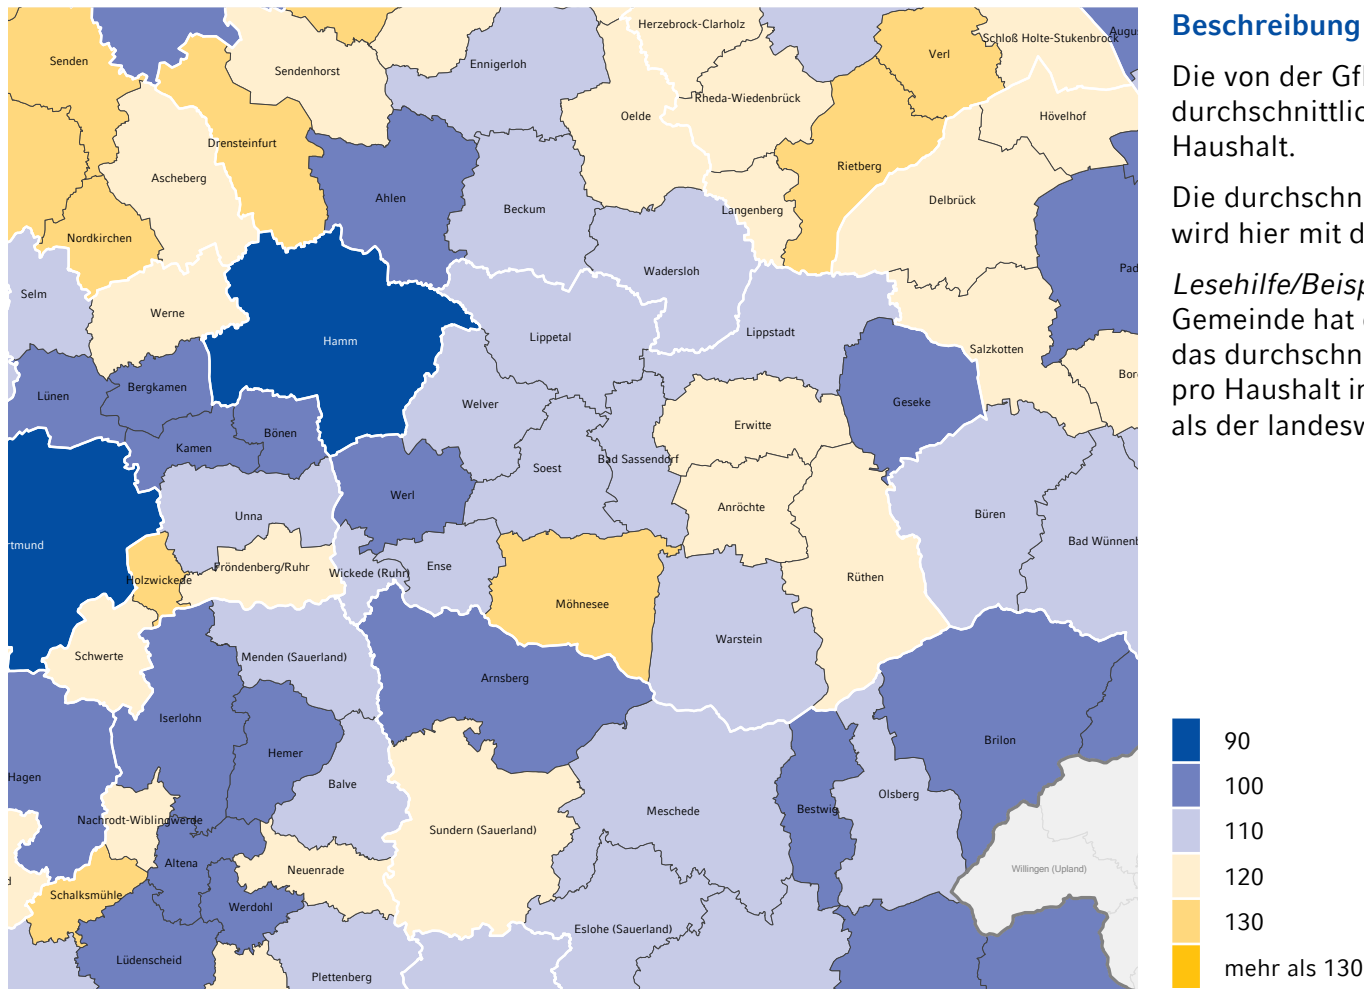 Herzebrock-Clarholz
Schloß Holte-Stukenbrock
Augu
Senden
Sendenhorst
Ennigerloh
Verl
Rheda-Wiedenbrück
Oelde
Hövelhof
Drensteinfurt
Ascheberg
Rietberg
Ahlen
Beckum
Langenberg
Delbrück
Nordkirchen
Wadersloh
Pad
Selm
Werne
Hamm
Lippetal
Lippstadt
Salzkotten
Bor
Lünen
Bergkamen
Welver
Geseke
Kamen
Bönen
Erwitte
Soest
Bad Sassendorf
Werl
Unna
Anröchte
Büren
rtmund
Bad Wünnenb
Holzwickede
Fröndenberg/Ruhr
Wickede (Ruhr)
Ense
Rüthen
Möhnesee
Schwerte
Menden (Sauerland)
Warstein
Arnsberg
Iserlohn
Hemer
Brilon
Hagen
Balve
Olsberg
Nachrodt-Wiblingwerde
Sundern (Sauerland)
Meschede
Bestwig
Altena
Neuenrade
Willingen (Upland)
d
Schalksmühle
Werdohl
Eslohe (Sauerland)
Lüdenscheid
Plettenberg
Beschreibung
Die von der Gf
durchschnittlic
Haushalt.
Die durchschn
wird hier mit d
Lesehilfe/Beisp
Gemeinde hat
das durchschn
pro Haushalt i
als der landesw
90
100
110
120
130
mehr als 130